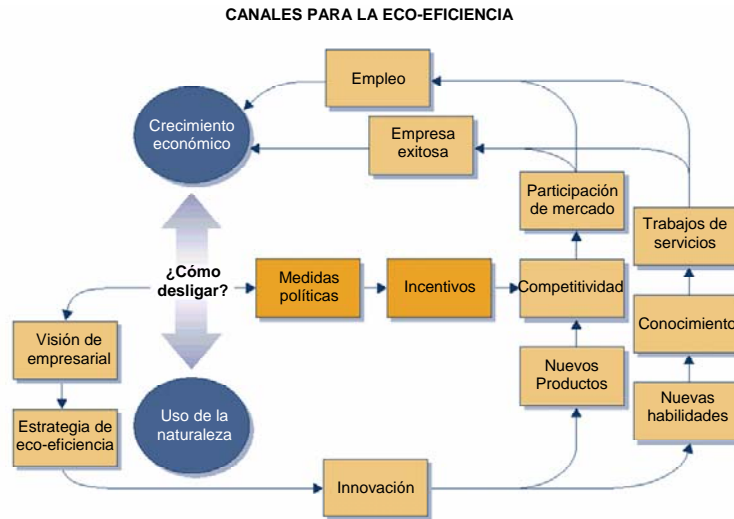 CANALES PARA LA ECO-EFICIENCIA
Empleo
Crecimiento
económico
Empresa
exitosa
Participación
de mercado
Trabajos de
servicios
¿Cómo
desligar?
Medidas
políticas
Incentivos
Competitividad
Visión de
empresarial
Conocimiento
Nuevos
Productos
Estrategia de
eco-eficiencia
Uso de la
naturaleza
Nuevas
habilidades
Innovación